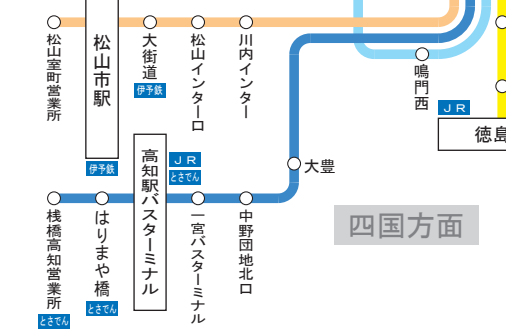 松山室町営業所
松山市駅
伊予鉄
大街道
伊予鉄
松山インター口
川内インター
鳴門西
JR
徳島
高知駅バスターミナル
JR
とさでん
大豊
桟橋高知営業所
とさでん
はりまや橋
とさでん
一宮バスターミナル
中野団地北口
四国方面